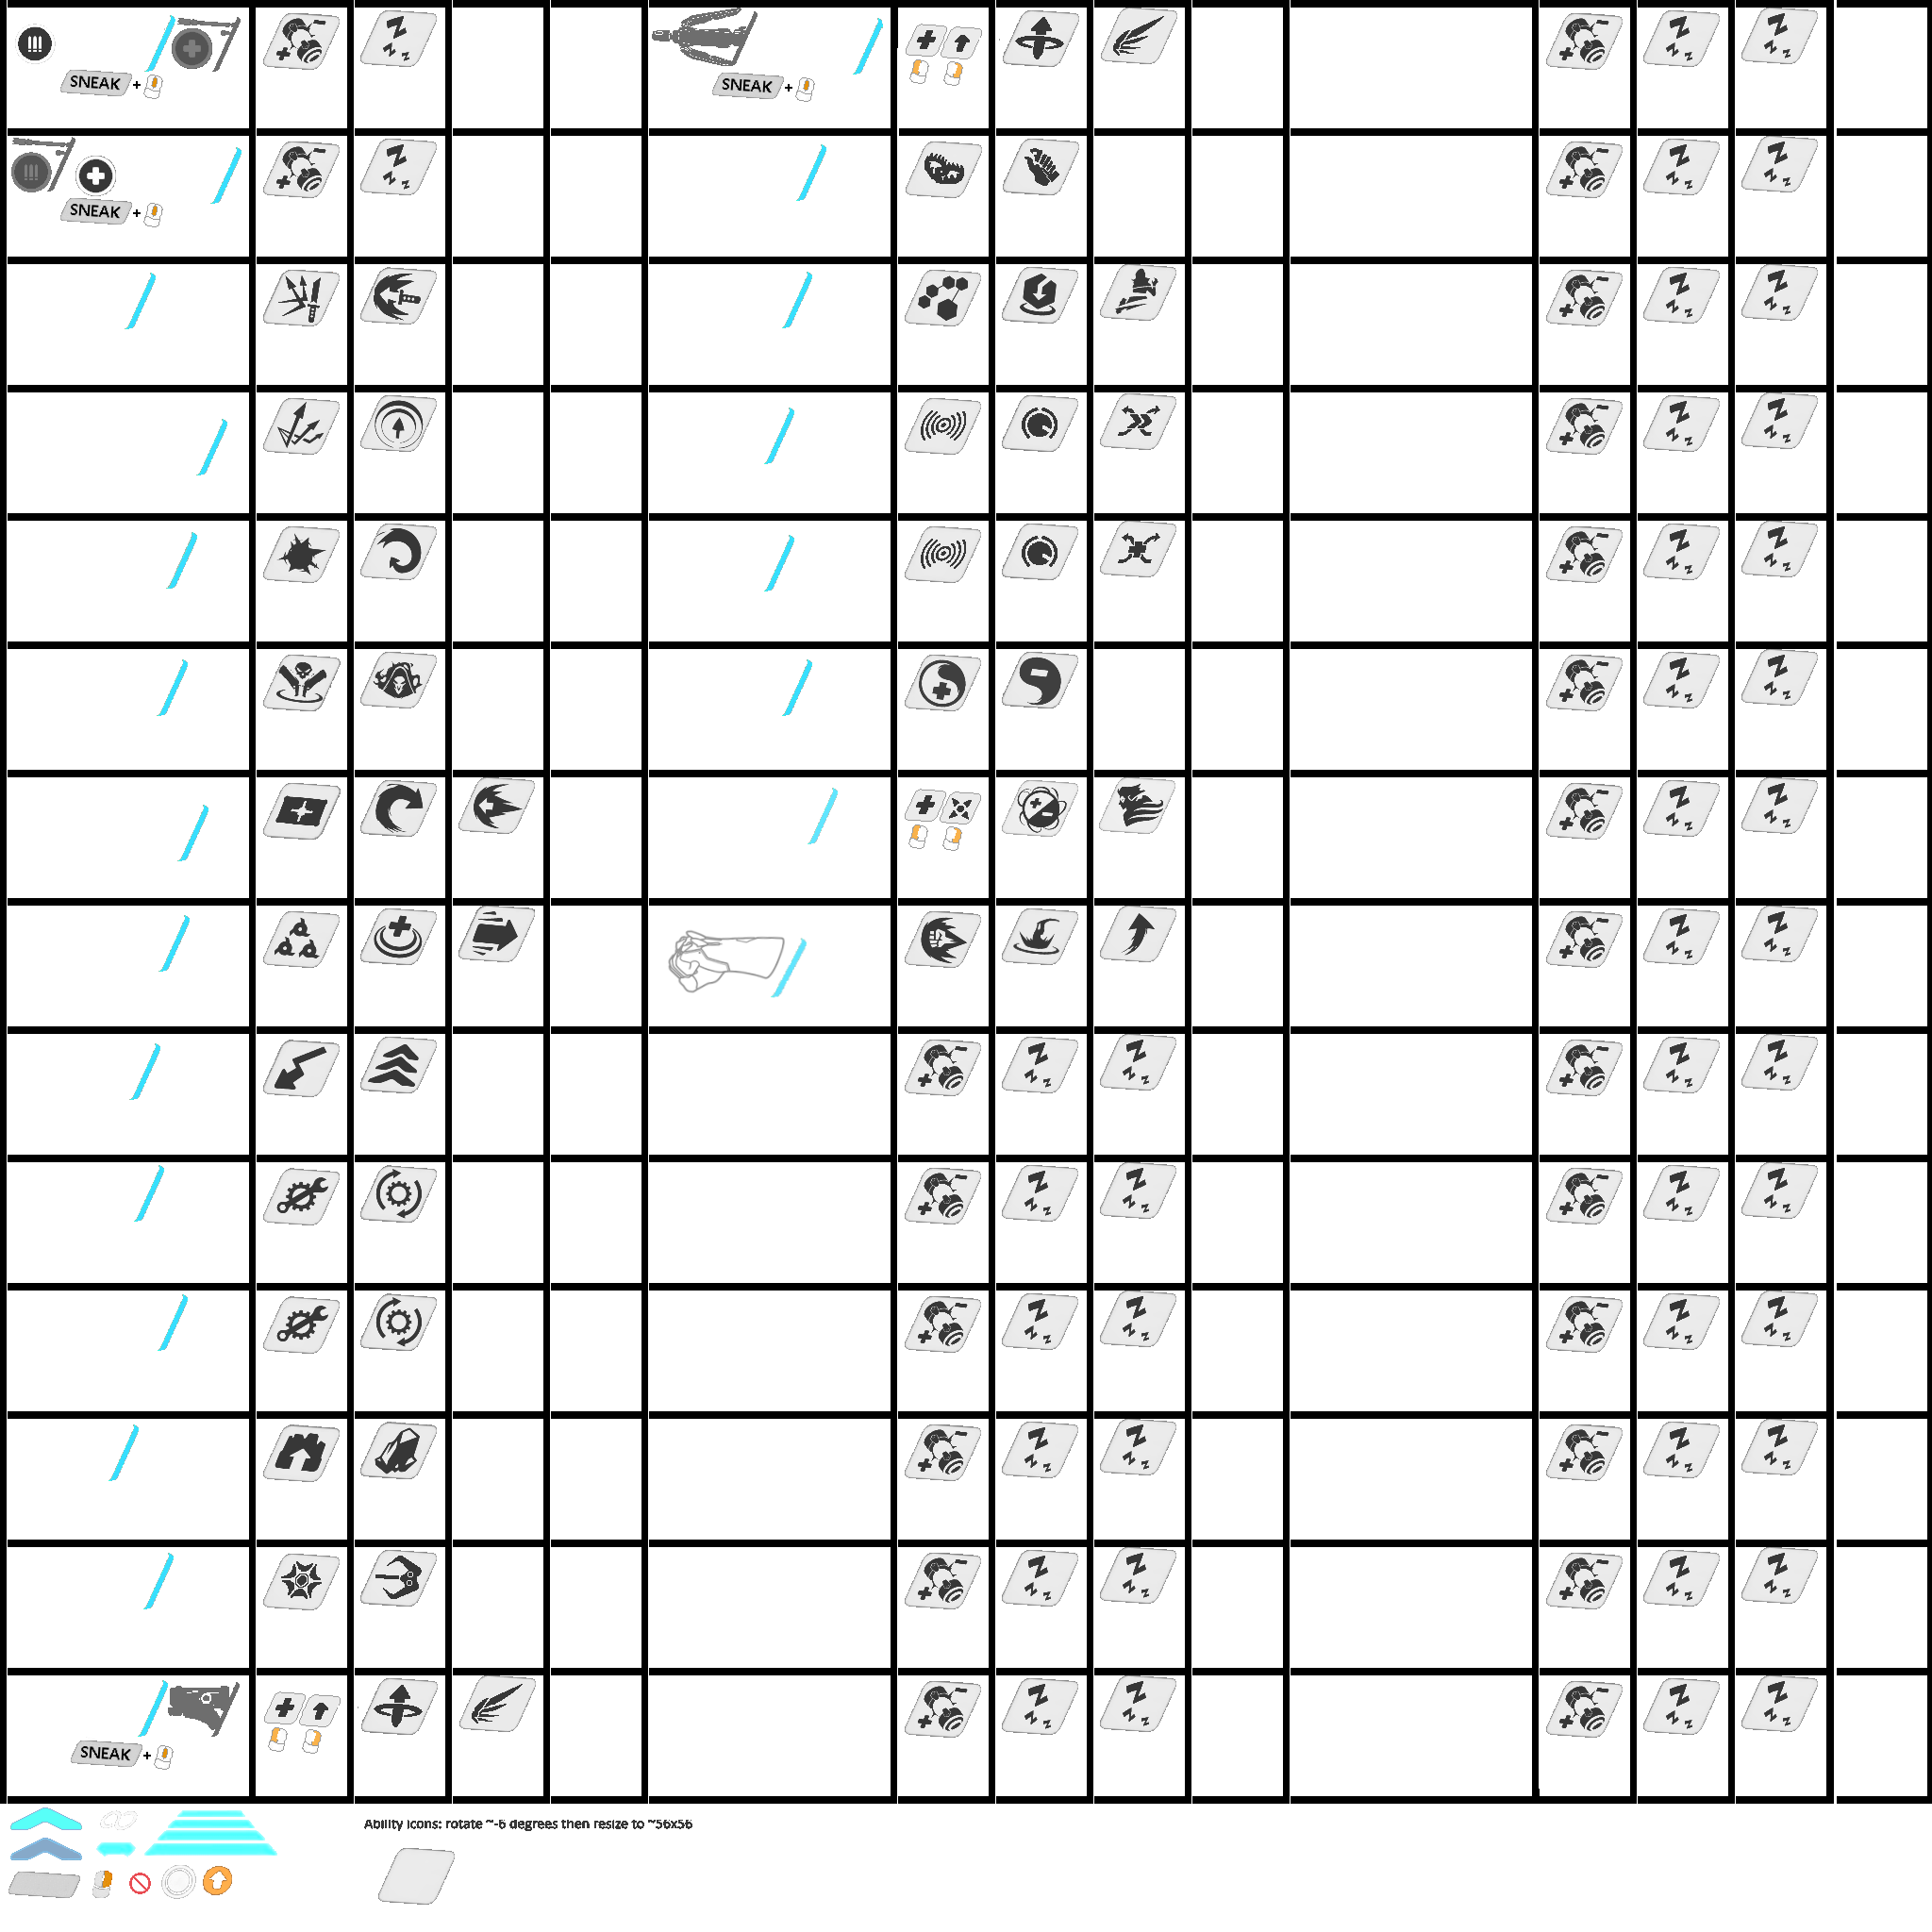 !!!
SNEAK +
SNEAK +
Z
Z Z
!!!
SNEAK +
SNEAK +
Ability Icons: rotate ~-6 degrees then resize to ~56x56